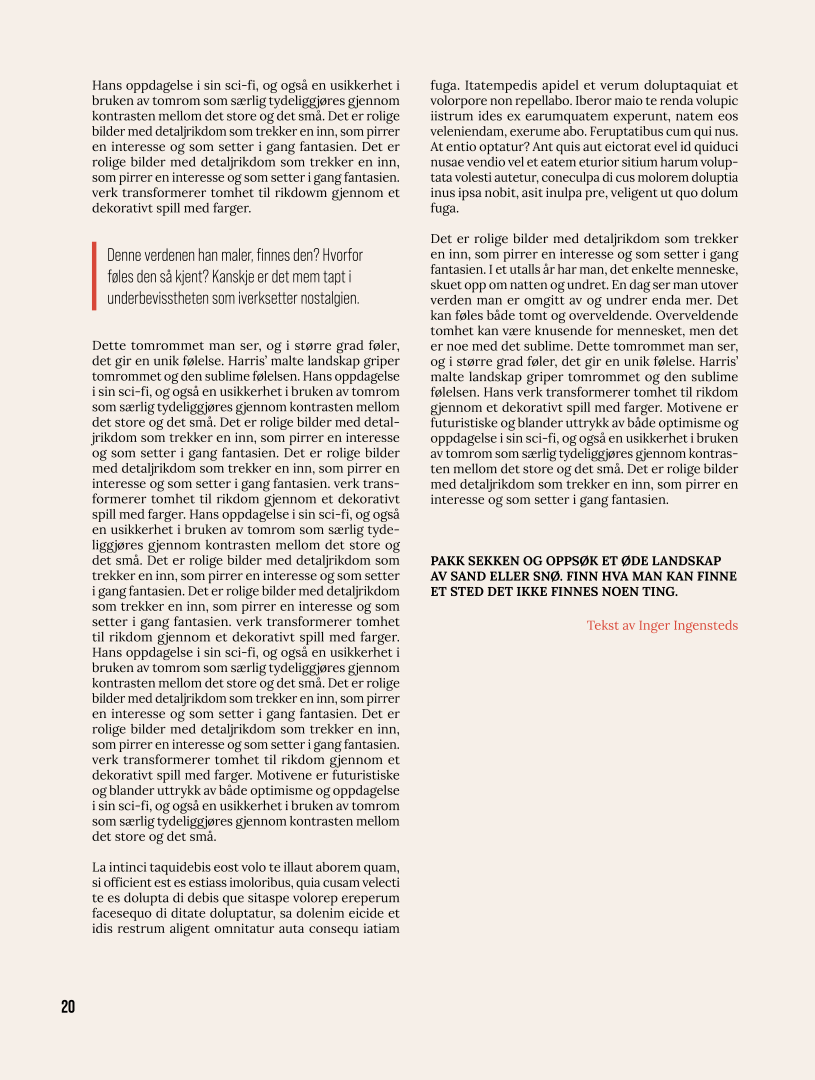 Hans oppdagelse i sin sci-fi, og også en usikkerhet i
bruken av tomrom som særlig tydeliggjøres gjennom
kontrasten mellom det store og det små. Det er rolige
bilder med detaljrikdom som trekker en inn, som pirrer
en interesse og som setter i gang fantasien. Det er
rolige bilder med detaljrikdom som trekker en inn,
som pirrer en interesse og som setter i gang fantasien.
verk transformerer tomhet til rikdowm gjennom et
dekorativt spill med farger.
Denne verdenen han maler, finnes den? Hvorfor
føles den så kjent? Kanskje er det mem tapt i
underbevisstheten som iverksetter nostalgien.
Dette tomrommet man ser, og i større grad føler,
det gir en unik følelse. Harris' malte landskap griper
tomrommet og den sublime følelsen. Hans oppdagelse
i sin sci-fi, og også en usikkerhet i bruken av tomrom
som særlig tydeliggjøres gjennom kontrasten mellom
det store og det små. Det er rolige bilder med detal-
jrikdom som trekker en inn, som pirrer en interesse
og som setter i gang fantasien. Det er rolige bilder
med detaljrikdom som trekker en inn, som pirrer en
interesse og som setter i gang fantasien. verk trans-
formerer tomhet til rikdom gjennom et dekorativt
spill med farger. Hans oppdagelse i sin sci-fi, og også
en usikkerhet i bruken av tomrom som særlig tyde-
liggjøres gjennom kontrasten mellom det store og
det små. Det er rolige bilder med detaljrikdom som
trekker en inn, som pirrer en interesse og som setter
i gang fantasien. Det er rolige bilder med detaljrikdom
som trekker en inn, som pirrer en interesse og som
setter i gang fantasien. verk transformerer tomhet
til rikdom gjennom et dekorativt spill med farger.
Hans oppdagelse i sin sci-fi, og også en usikkerhet i
bruken av tomrom som særlig tydeliggjøres gjennom
kontrasten mellom det store og det små. Det er rolige
bilder med detaljrikdom som trekker en inn, som pirrer
en interesse og som setter i gang fantasien. Det er
rolige bilder med detaljrikdom som trekker en inn,
som pirrer en interesse og som setter i gang fantasien.
verk transformerer tomhet til rikdom gjennom et
dekorativt spill med farger. Motivene er futuristiske
og blander uttrykk av både optimisme og oppdagelse
i sin sci-fi, og også en usikkerhet i bruken av tomrom
som særlig tydeliggjøres gjennom kontrasten mellom
det store og det små.
La intinci taquidebis eost volo te illaut aborem quam,
si officient est es estiass imoloribus, quia cusam velecti
te es dolupta di debis que sitaspe volorep ereperum
facesequo di ditate doluptatur, sa dolenim eicide et
idis restrum aligent omnitatur auta consequ iatiam
fuga. Itatempedis apidel et verum doluptaquiat et
volorpore non repellabo. Iberor maio te renda volupic
iistrum ides ex earumquatem experunt, natem eos
veleniendam, exerume abo. Feruptatibus cum qui nus.
At entio optatur? Ant quis aut eictorat evel id quiduci
nusae vendio vel et eatem eturior sitium harum volup-
tata volesti autetur, coneculpa di cus molorem doluptia
inus ipsa nobit, asit inulpa pre, veligent ut quo dolum
fuga.
Det er rolige bilder med detaljrikdom som trekker
en inn, som pirrer en interesse og som setter i gang
fantasien. I et utalls år har man, det enkelte menneske,
skuet opp om natten og undret. En dag ser man utover
verden man er omgitt av og undrer enda mer. Det
kan føles både tomt og overveldende. Overveldende
tomhet kan være knusende for mennesket, men det
er noe med det sublime. Dette tomrommet man ser,
og i større grad føler, det gir en unik følelse. Harris'
malte landskap griper tomrommet og den sublime
følelsen. Hans verk transformerer tomhet til rikdom
gjennom et dekorativt spill med farger. Motivene er
futuristiske og blander uttrykk av både optimisme og
oppdagelse i sin sci-fi, og også en usikkerhet i bruken
av tomrom som særlig tydeliggjøres gjennom kontras-
ten mellom det store og det små. Det er rolige bilder
med detaljrikdom som trekker en inn, som pirrer en
interesse og som setter i gang fantasien.
PAKK SEKKEN OG OPPSØK ET ØDE LANDSKAP
AV SAND ELLER SNØ. FINN HVA MAN KAN FINNE
ET STED DET IKKE FINNES NOEN TING.
Tekst av Inger Ingensteds
20